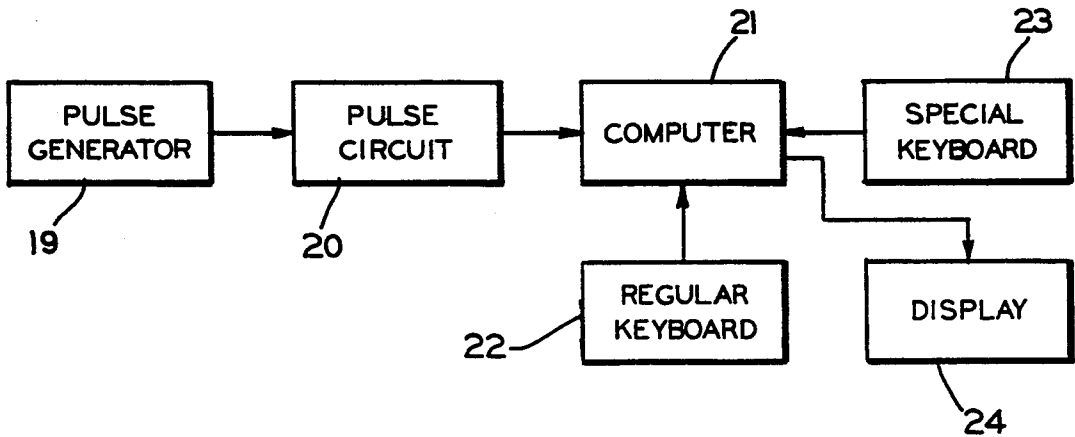 21
23
PULSE
GENERATOR
PULSE
CIRCUIT
COMPUTER
SPECIAL
KEYBOARD
19
20
REGULAR
KEYBOARD
DISPLAY
22
24